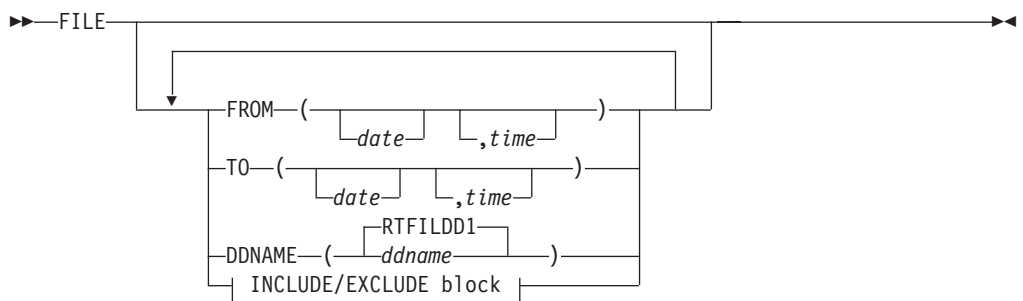 FILE
FROM ( date ,time )
TO ( date ,time )
RTFILDD1
DDNAME ( ddname )
INCLUDE/EXCLUDE block